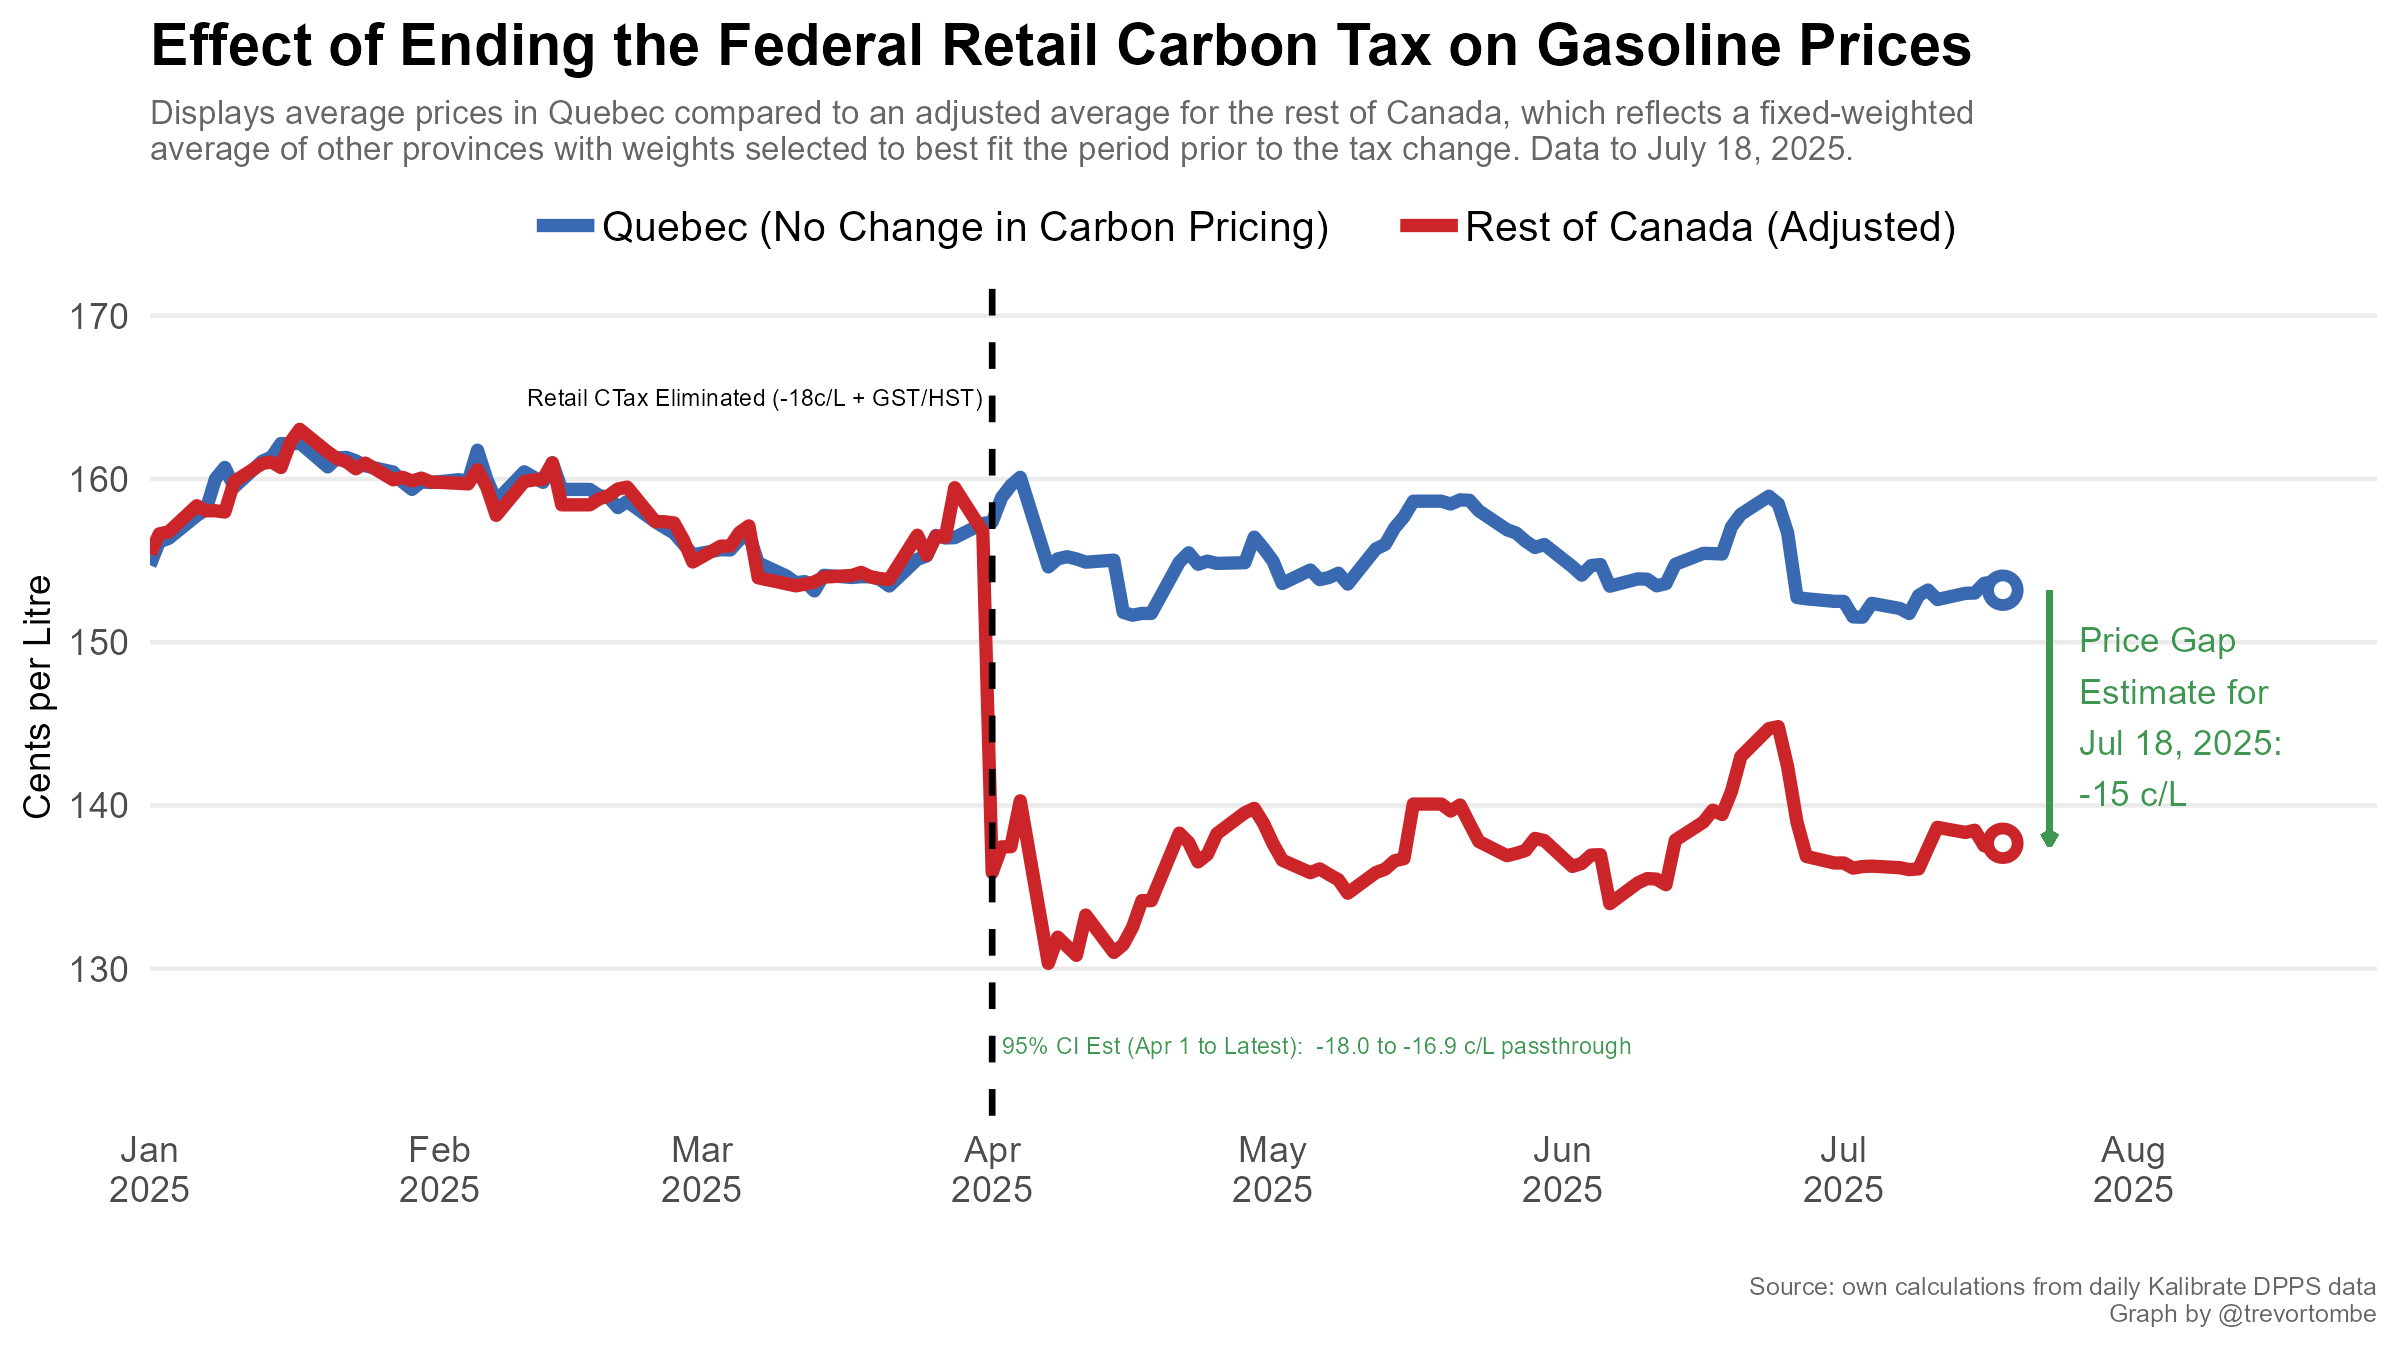 Effect of Ending the Federal Retail Carbon Tax on Gasoline Prices
Displays average prices in Quebec compared to an adjusted average for the rest of Canada, which reflects a fixed-weighted
average of other provinces with weights selected to best fit the period prior to the tax change. Data to July 18, 2025.
Quebec (No Change in Carbon Pricing)
Rest of Canada (Adjusted)
Cents per Litre
170
160
150
140
130
Retail CTax Eliminated (-18c/L + GST/HST)
Price Gap
Estimate for
Jul 18, 2025:
-15 c/L
95% CI Est (Apr 1 to Latest):  -18.0 to -16.9 c/L passthrough
Jan
2025
Feb
2025
Mar
2025
Apr
2025
May
2025
Jun
2025
Jul
2025
Aug
2025
Source: own calculations from daily Kalibrate DPPS data
Graph by @trevortombe